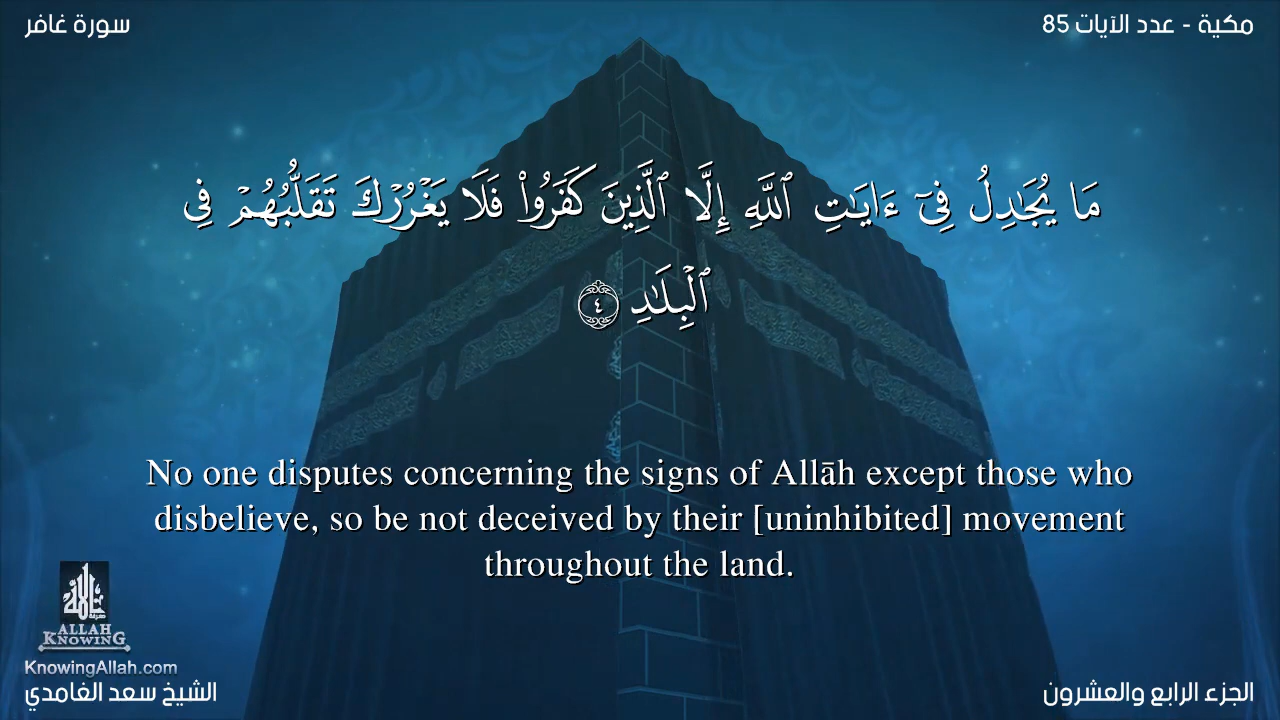 سورة غافر
مكية - عدد الآيات 85
مَا يُجَـٰدِلُ فِىٓ ءَايَـٰتِ ٱللَّهِ إِلَّا ٱلَّذِينَ كَفَرُوا۟ فَلَا يَغْرُرْكَ تَقَلُّبُهُمْ فِى
ٱلْبِلَـٰدِ ٤
No one disputes concerning the signs of Allāh except those who
disbelieve, so be not deceived by their [uninhibited] movement
throughout the land.
ALLAH
KNOWING
KnowingAllah.com
الشيخ سعد الغامدي
الجزء الرابع والعشرون